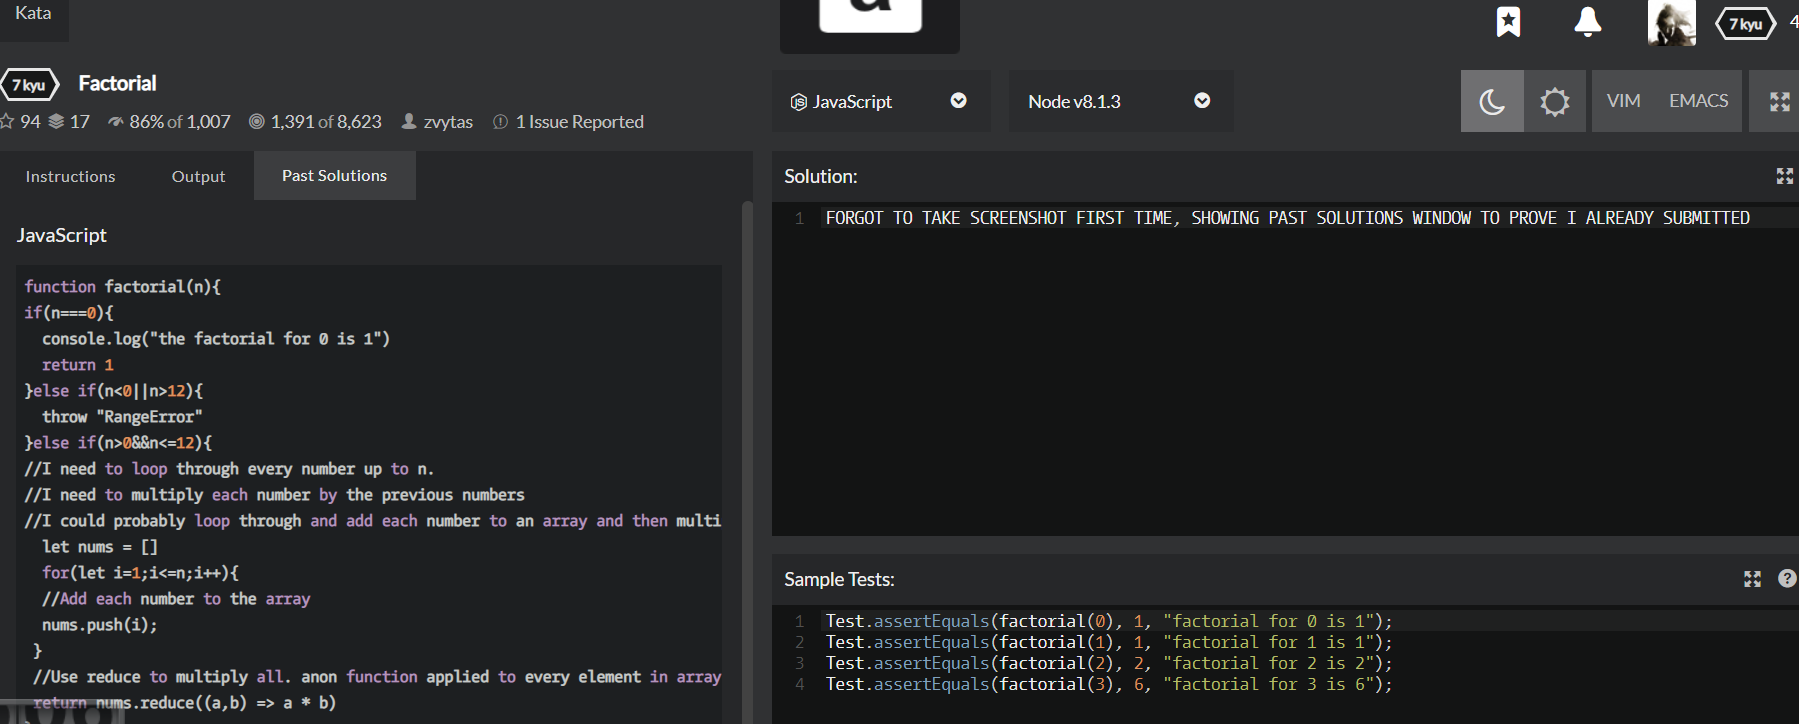 Kata
7 kyu
4
7 kyu Factorial
94 17 86% of 1,007 1,391 of 8,623 zvytas 1 Issue Reported
JavaScript
Node v8.1.3
VIM EMACS
Instructions Output Past Solutions
JavaScript
function factorial(n){
if(n===0){
console.log("the factorial for 0 is 1")
return 1
}else if(n<0||n>12){
throw "RangeError"
}else if(n>0&&n<=12){
//I need to loop through every number up to n.
//I need to multiply each number by the previous numbers
//I could probably loop through and add each number to an array and then multi
let nums = []
for(let i=1;i<=n;i++){
//Add each number to the array
nums.push(i);
}
//Use reduce to multiply all. anon function applied to every element in array
return nums.reduce((a,b) => a * b)
Solution:
1 FORGOT TO TAKE SCREENSHOT FIRST TIME, SHOWING PAST SOLUTIONS WINDOW TO PROVE I ALREADY SUBMITTED
Sample Tests:
1 Test.assertEquals(factorial(0), 1, "factorial for 0 is 1");
2 Test.assertEquals(factorial(1), 1, "factorial for 1 is 1");
3 Test.assertEquals(factorial(2), 2, "factorial for 2 is 2");
4 Test.assertEquals(factorial(3), 6, "factorial for 3 is 6");